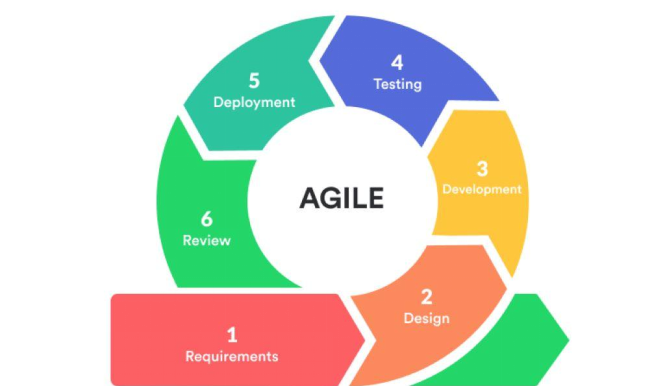 AGILE
1
Requirements
2
Design
3
Development
4
Testing
5
Deployment
6
Review